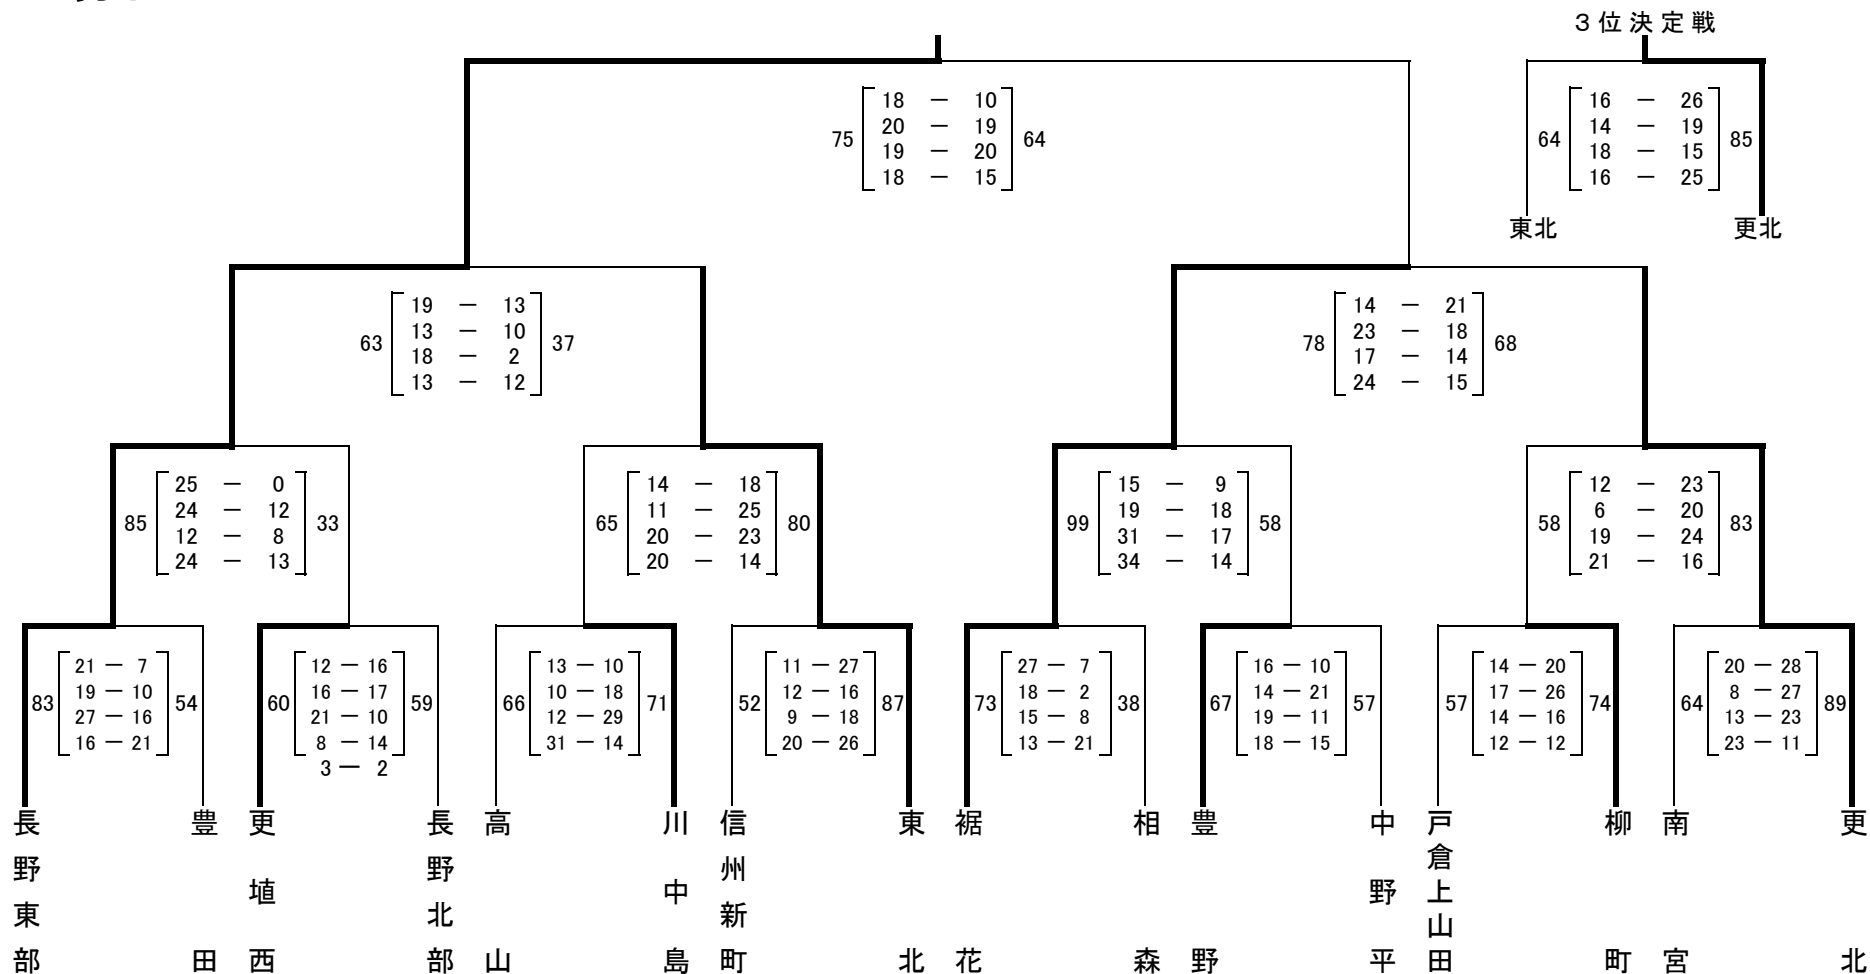 3位決定戦
18 － 10
75 20 － 19 64
19 － 20
18 － 15
16 － 26
64 14 － 19 85
18 － 15
16 － 25
東北 更北
19 － 13
63 13 － 10 37
18 － 2
13 － 12
14 － 21
78 23 － 18 68
17 － 14
24 － 15
25 － 0
85 24 － 12 33
12 － 8
24 － 13
14 － 18
65 11 － 25 80
20 － 23
20 － 14
15 － 9
99 19 － 18 58
31 － 17
34 － 14
12 － 23
58 6 － 20 83
19 － 24
21 － 16
21 － 7
83 19 － 10 54
27 － 16
16 － 21
12 － 16
60 16 － 17 59
21 － 10
8 － 14
3 － 2
13 － 10
66 10 － 18 71
12 － 29
31 － 14
11 － 27
52 12 － 16 87
9 － 18
20 － 26
27 － 7
73 18 － 2 38
15 － 8
13 － 21
16 － 10
67 14 － 21 57
19 － 11
18 － 15
14 － 20
57 17 － 26 74
14 － 16
12 － 12
20 － 28
64 8 － 27 89
13 － 23
23 － 11
長野東部
豊田
更埴西
長野北部
高山
川中島
信州新町
東北
裾花
相森
豊野
中野平
戸倉上山田
柳町
南宮
更北